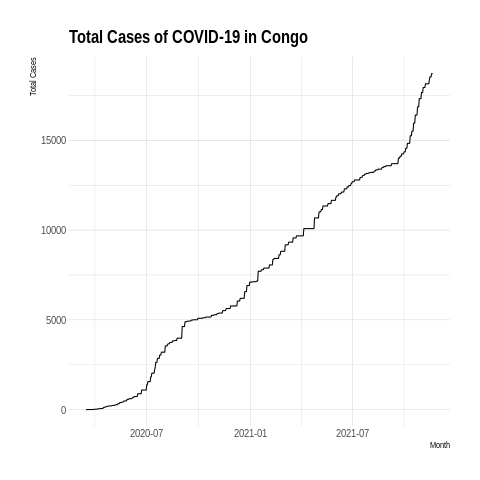 Total Cases of COVID-19 in Congo
Total Cases
15000
10000
5000
0
2020-07
2021-01
2021-07
Month